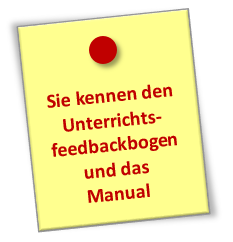 Sie kennen den
Unterrichts-
feedbackbogen
und das
Manual